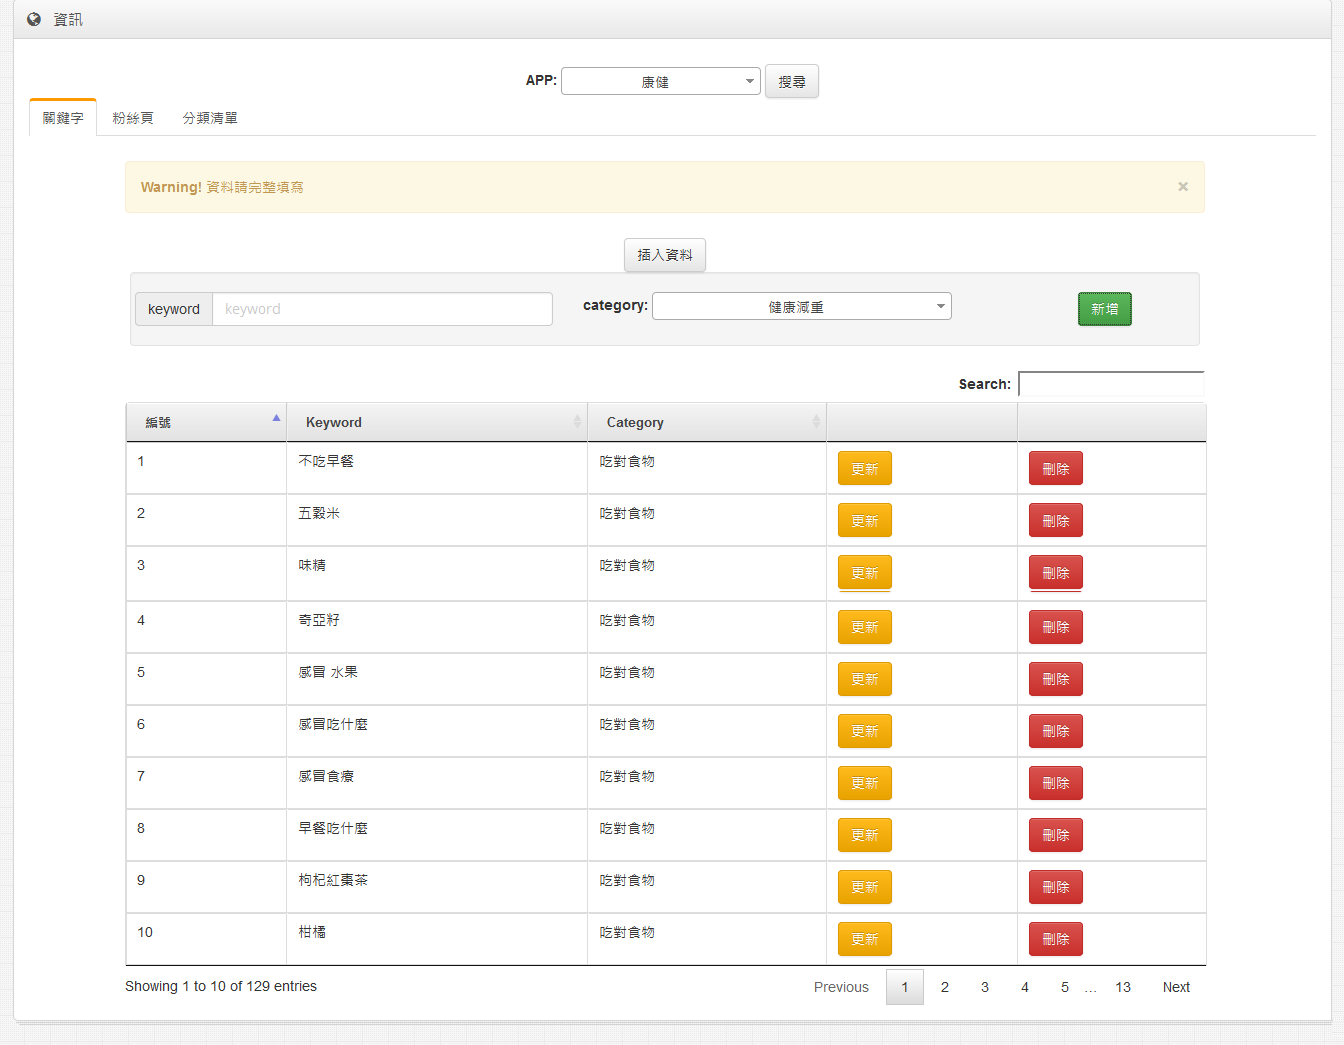 資訊
APP: 康健 搜尋
關鍵字 粉絲頁 分類清單
Warning! 資料請完整填寫 ×
插入資料
keyword keyword category: 健康減重 新增
Search:
編號 Keyword Category
1 不吃早餐 吃對食物 更新 刪除
2 五穀米 吃對食物 更新 刪除
3 味精 吃對食物 更新 刪除
4 奇亞籽 吃對食物 更新 刪除
5 感冒 水果 吃對食物 更新 刪除
6 感冒吃什麼 吃對食物 更新 刪除
7 感冒食療 吃對食物 更新 刪除
8 早餐吃什麼 吃對食物 更新 刪除
9 枸杞紅棗茶 吃對食物 更新 刪除
10 柑橘 吃對食物 更新 刪除
Showing 1 to 10 of 129 entries Previous 1 2 3 4 5 ... 13 Next